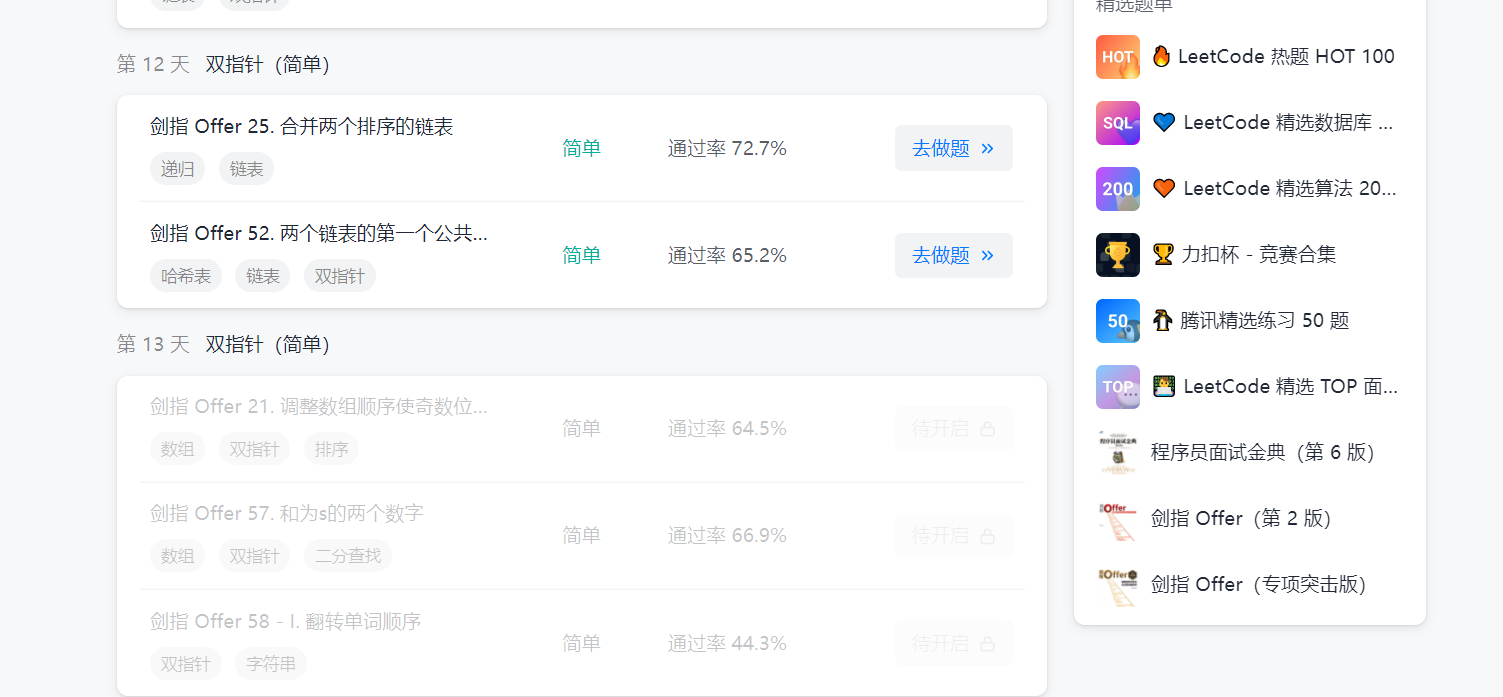 第 12 天 双指针（简单）
剑指 Offer 25. 合并两个排序的链表
递归 链表
简单
通过率 72.7%
去做题
剑指 Offer 52. 两个链表的第一个公共...
哈希表 链表 双指针
简单
通过率 65.2%
去做题
第 13 天 双指针（简单）
剑指 Offer 21. 调整数组顺序使奇数位...
数组 双指针 排序
简单
通过率 64.5%
待开启
剑指 Offer 57. 和为s的两个数字
数组 双指针 二分查找
简单
通过率 66.9%
待开启
剑指 Offer 58 - I. 翻转单词顺序
双指针 字符串
简单
通过率 44.3%
待开启
精选题单
HOT
LeetCode 热题 HOT 100
SQL
LeetCode 精选数据库 ...
200
LeetCode 精选算法 20...
力扣杯 - 竞赛合集
50
腾讯精选练习 50 题
TOP
LeetCode 精选 TOP 面...
程序员面试金典（第 6 版）
Offer
剑指 Offer（第 2 版）
Offer
剑指 Offer（专项突击版）